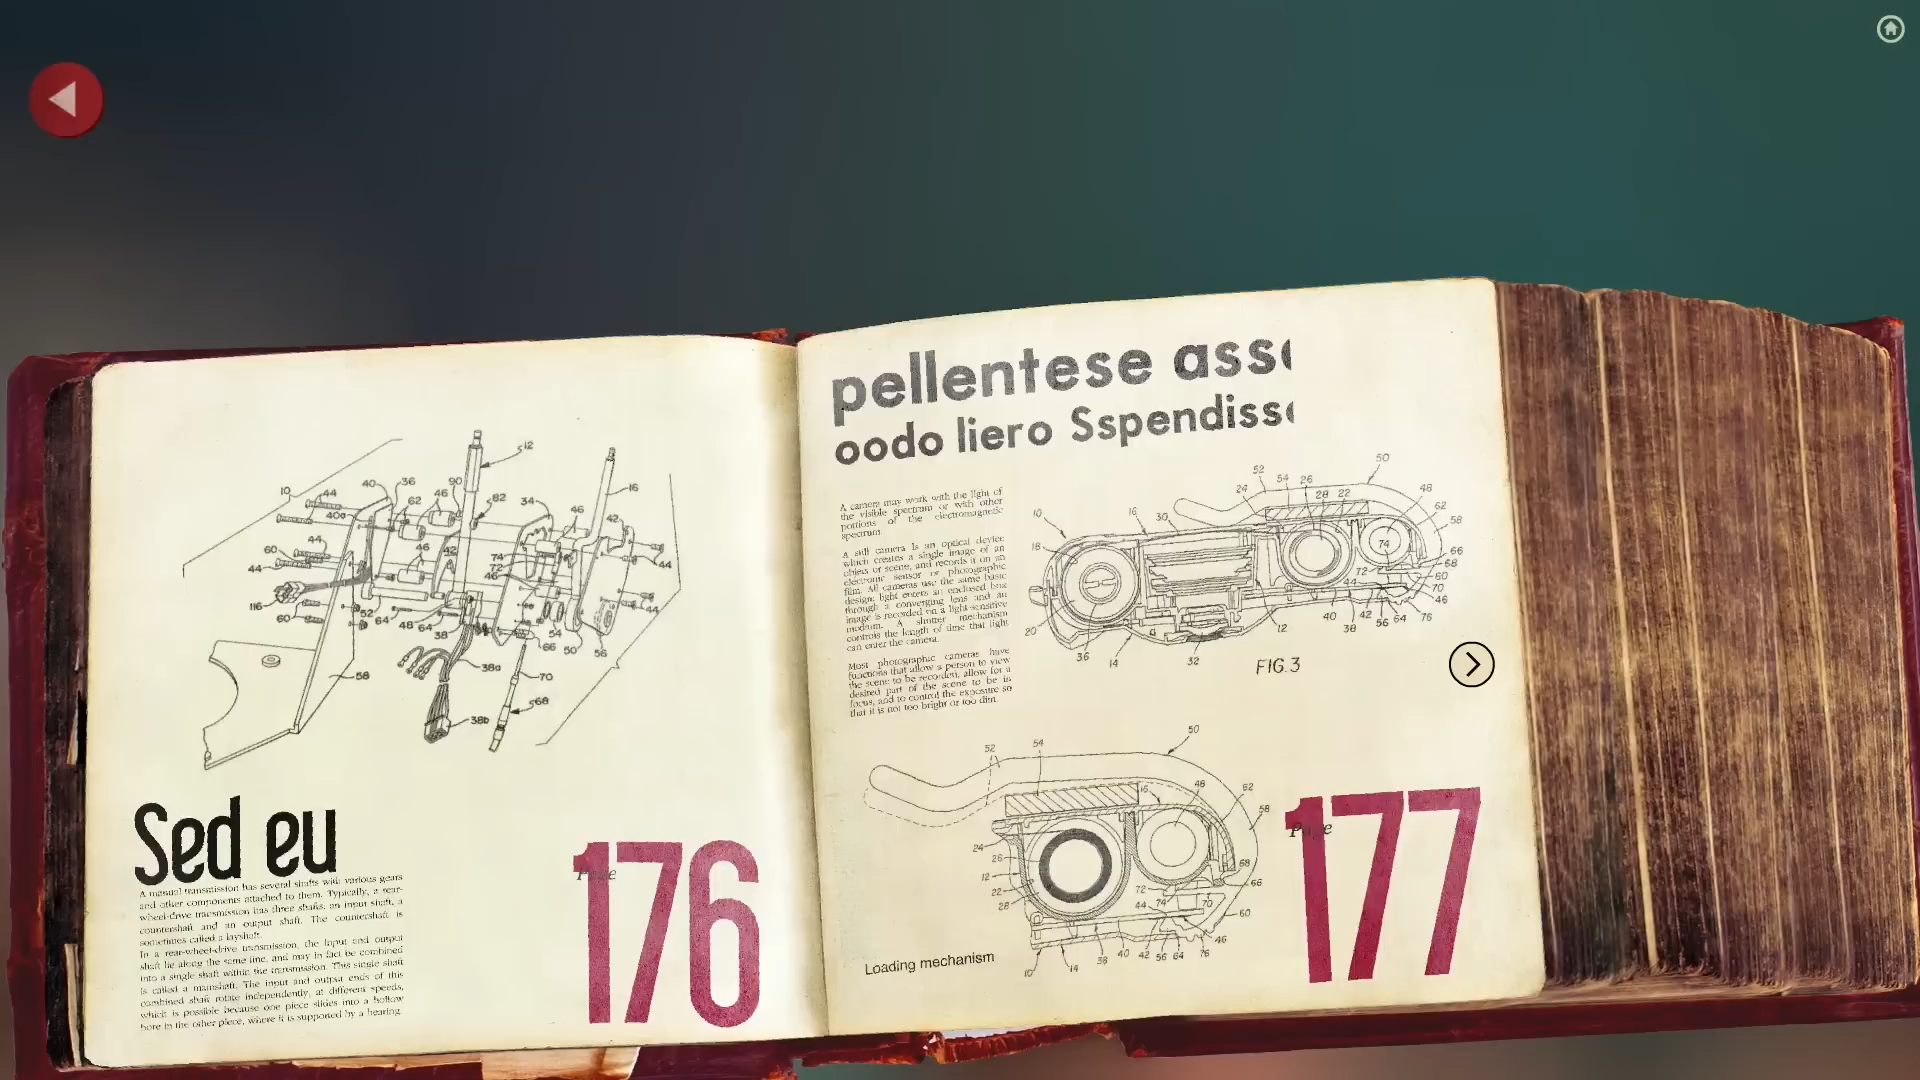 Sed eu
A manual transmission has several shafts with various gears
and other components attached to them. Typically, a rear-
wheel-drive transmission has three shafts: an input shaft, a
countershaft and an output shaft. The countershaft is
sometimes called a layshaft.
In a rear-wheel-drive transmission, the input and output
shaft lie along the same line, and may in fact be combined
into a single shaft within the transmission. This single shaft
is called a mainshaft. The input and output ends of this
combined shaft rotate independently, at different speeds,
which is possible because one piece slides into a hollow
bore in the other piece, where it is supported by a bearing.
Page
176
pellentese ass
oodo liero Sspendiss
A camera may work with the light of
the visible spectrum or with other
portions of the electromagnetic
spectrum
A still camera is an optical device
which creates a single image of an
object or scene, and records it on an
electronic sensor or photographic
film. All cameras use the same basic
design: light enters an enclosed box
through a converging lens and an
image is recorded on a light-sensitive
medium. A shutter mechanism
controls the length of time that light
can enter the camera.
Most photographic cameras have
functions that allow a person to view
the scene to be recorded, allow for a
desired part of the scene to be in
focus, and to control the exposure so
that it is not too bright or too dim.
FIG.3
Loading mechanism
Page
177